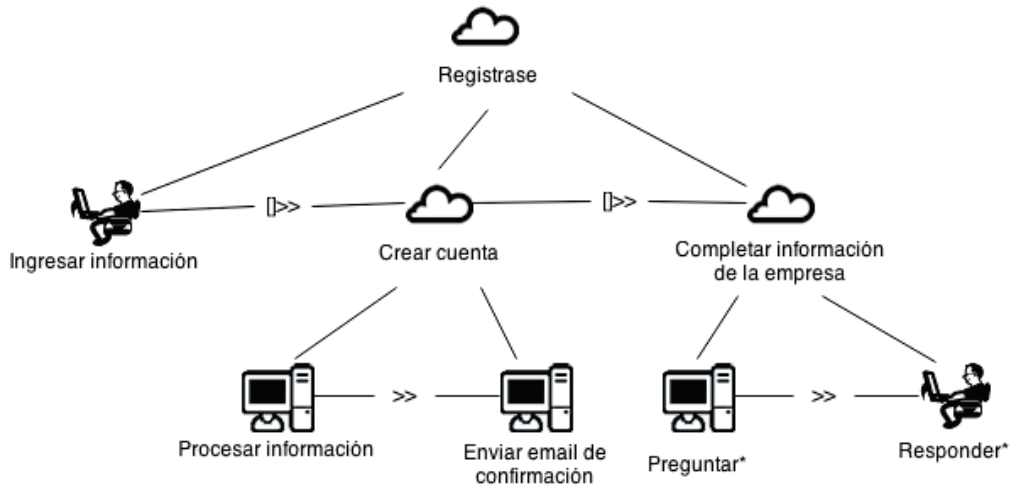 Registrase
[]>>
[]>>
Ingresar información
Crear cuenta
Completar información
de la empresa
>>
>>
Procesar información
Enviar email de
confirmación
Preguntar*
Responder*